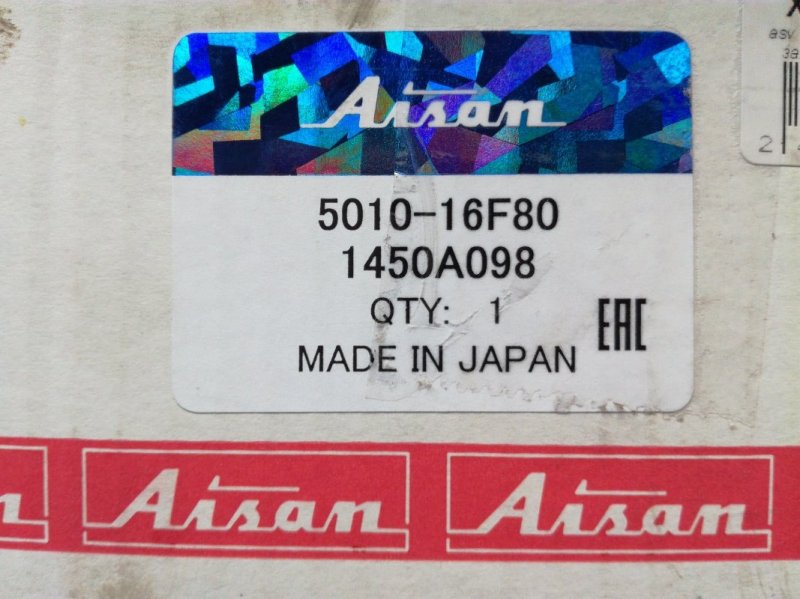 Aisan
5010-16F80
1450A098
QTY: 1
EAC
MADE IN JAPAN
Aisan
Aisan